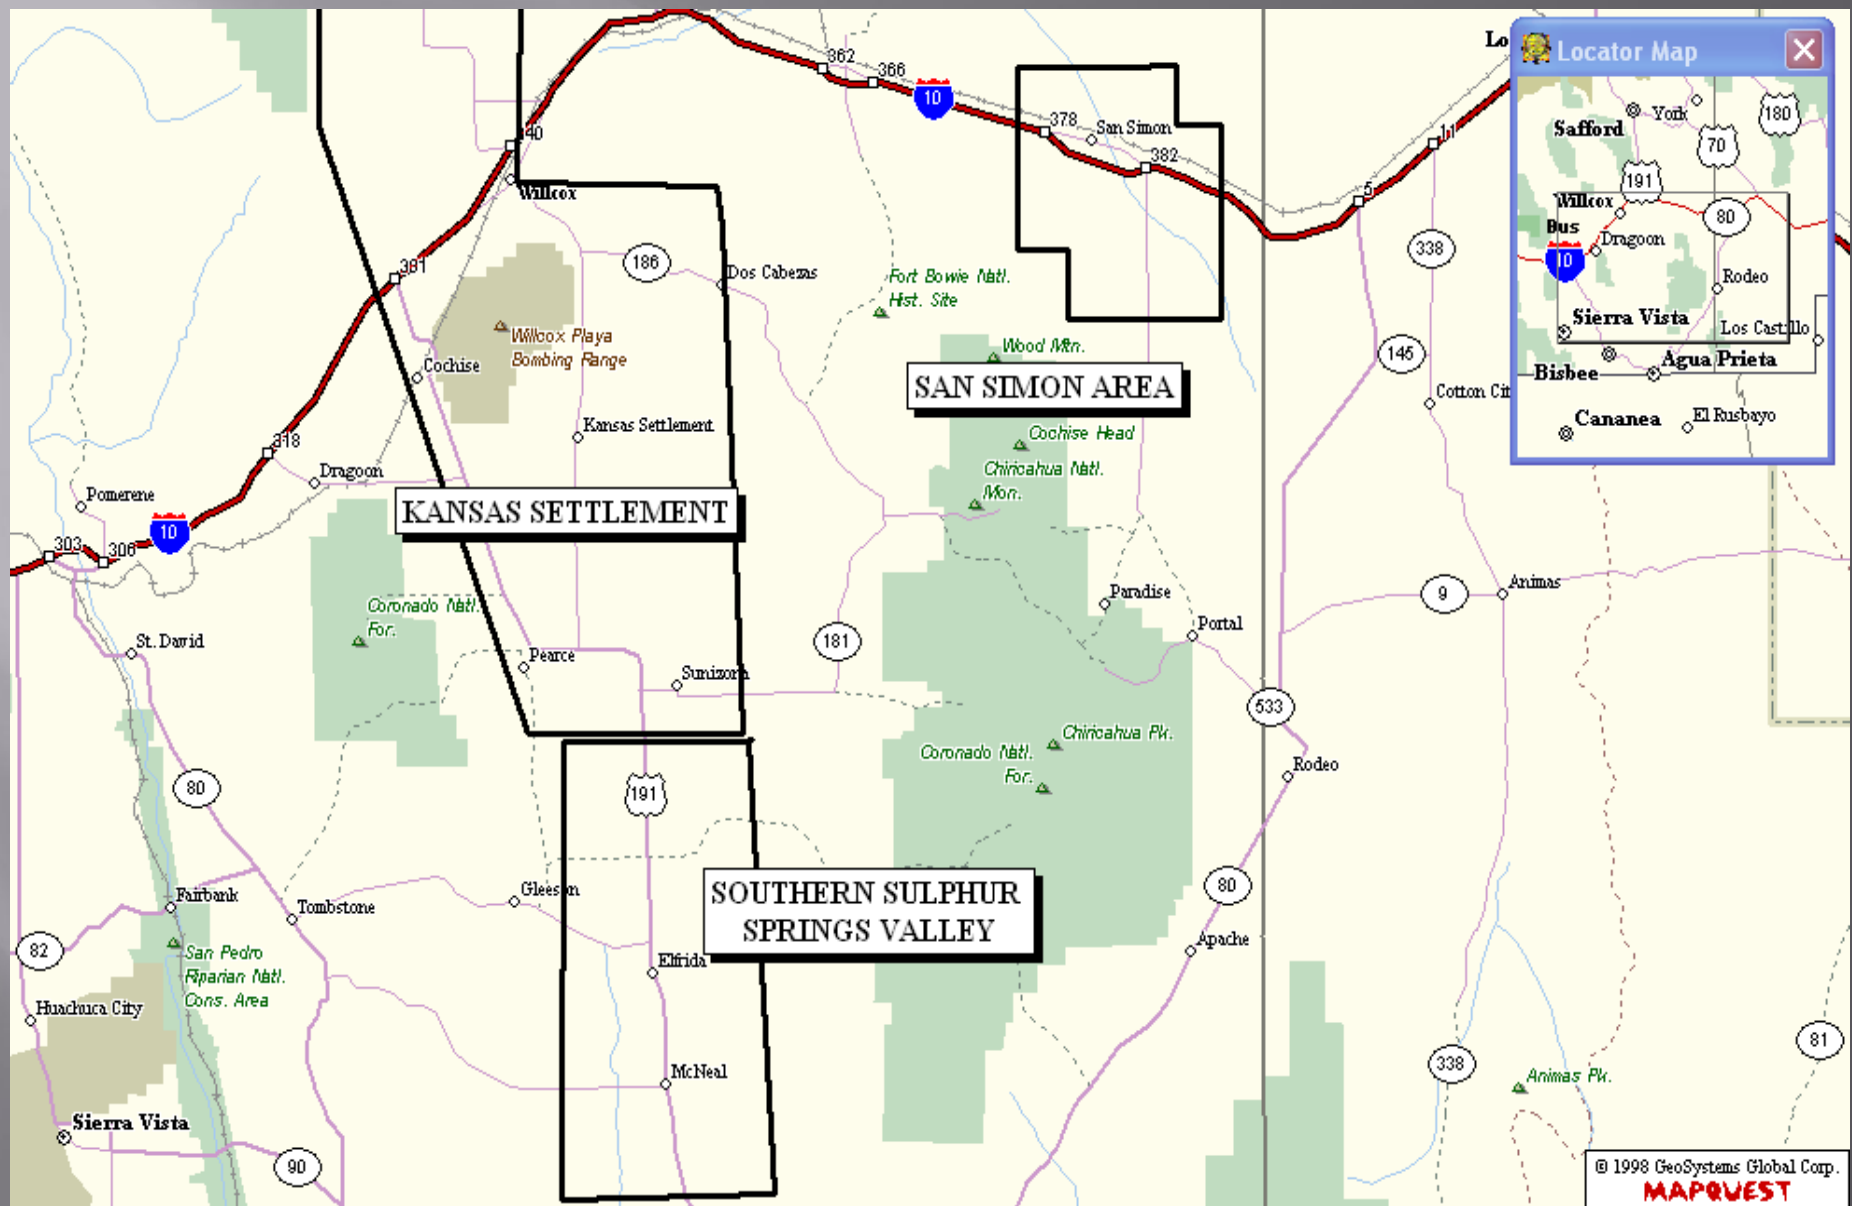 362
366
10
378
San Simon
382
40
Willcox
5
11
Lo
338
331
186
Dos Cabezas
Fort Bowie Natl.
Hist. Site
Willcox Playa
Bombing Range
Wood Mtn.
Cochise
SAN SIMON AREA
145
Cotton Cit
Kansas Settlement
Cochise Head
Chiricahua Natl.
Mon.
318
Dragoon
Pomerene
KANSAS SETTLEMENT
10
303
306
Coronado Natl.
For.
Paradise
Portal
9
Animas
St. David
Pearce
Sunizona
181
533
Chiricahua Pk.
Coronado Natl.
For.
Rodeo
80
191
Fairbank
Tombstone
Gleeson
SOUTHERN SULPHUR
SPRINGS VALLEY
80
Apache
82
San Pedro
Riparian Natl.
Cons. Area
Elfrida
Huachuca City
McNeal
338
Animas Pk.
81
Sierra Vista
90
Locator Map
Safford
York
180
70
191
Willcox
80
Bus
10
Dragoon
Rodeo
Sierra Vista
Los Castillo
Agua Prieta
Bisbee
Cananea
El Rusbayo
© 1998 GeoSystems Global Corp.
MAPQUEST